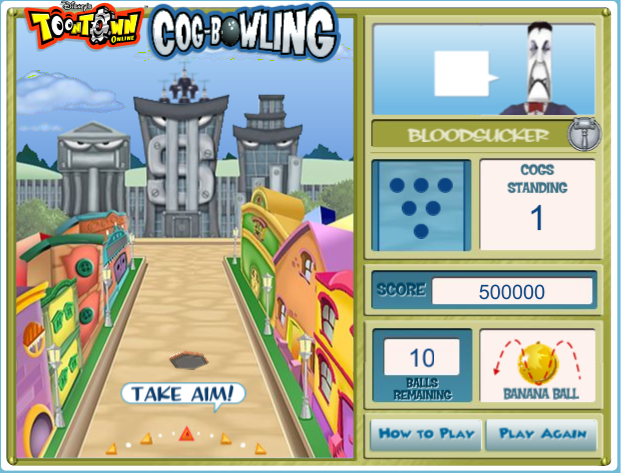 Disney's
TOONTOWN
ONLINE
COG-BOWLING
BLOODSUCKER
COGS
STANDING
1
SCORE 500000
10
BALLS
REMAINING
BANANA BALL
TAKE AIM!
HOW TO PLAY
PLAY AGAIN